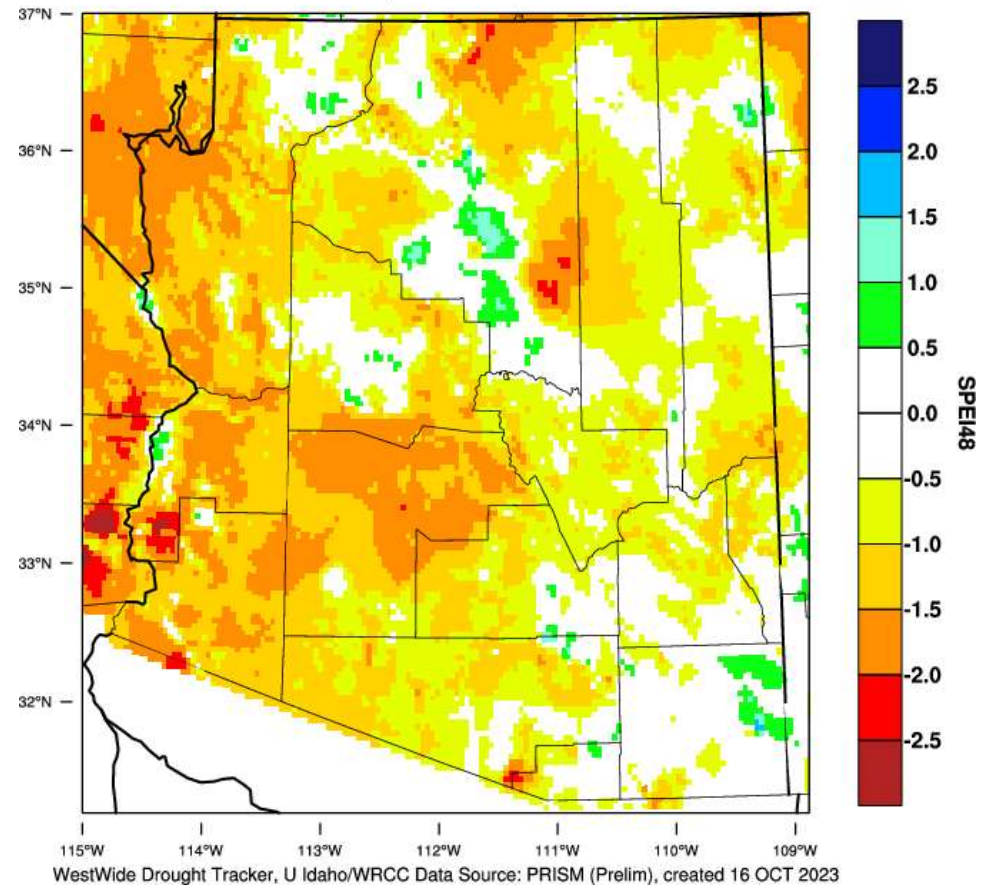 37°N
36°N
35°N
34°N
33°N
32°N
115°W 114°W 113°W 112°W 111°W 110°W 109°W
2.5
2.0
1.5
1.0
0.5
0.0
-0.5
-1.0
-1.5
-2.0
-2.5
SPEI48
WestWide Drought Tracker, U Idaho/WRCC Data Source: PRISM (Prelim), created 16 OCT 2023